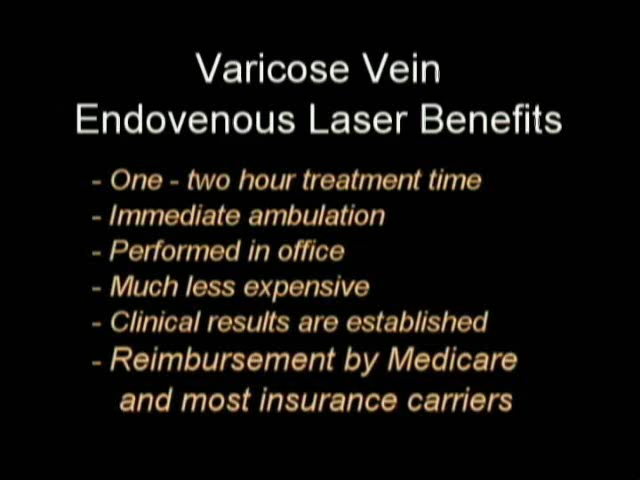 Varicose Vein
Endovenous Laser Benefits
- One - two hour treatment time
- Immediate ambulation
- Performed in office
- Much less expensive
- Clinical results are established
- Reimbursement by Medicare
and most insurance carriers